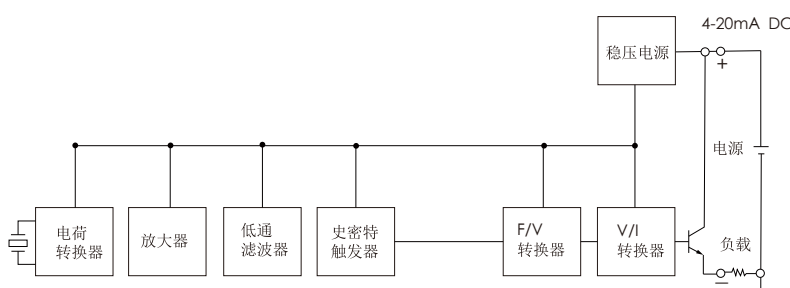 4-20mA DC
稳压电源
+
电源
电荷
转换器
放大器
低通
滤波器
史密特
触发器
F/V
转换器
V/I
转换器
负载
—